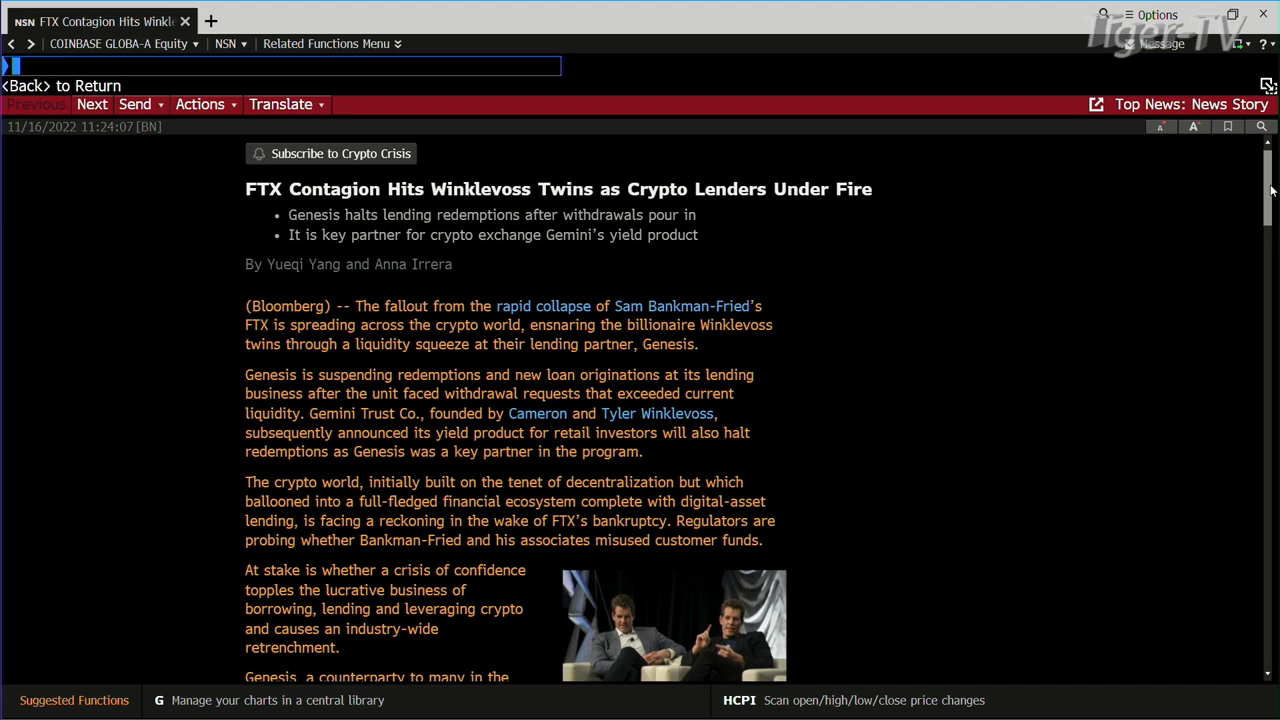 NSN FTX Contagion Hits Winkl
Options
COINBASE GLOBA-A Equity NSN Related Functions Menu
Message
Tiger-TV
<Back> to Return
Previous Next Send Actions Translate Top News: News Story
11/16/2022 11:24:07[BN]
A A
Subscribe to Crypto Crisis
FTX Contagion Hits Winklevoss Twins as Crypto Lenders Under Fire
• Genesis halts lending redemptions after withdrawals pour in
• It is key partner for crypto exchange Gemini's yield product
By Yueqi Yang and Anna Irrera
(Bloomberg) -- The fallout from the rapid collapse of Sam Bankman-Fried's
FTX is spreading across the crypto world, ensnaring the billionaire Winklevoss
twins through a liquidity squeeze at their lending partner, Genesis.
Genesis is suspending redemptions and new loan originations at its lending
business after the unit faced withdrawal requests that exceeded current
liquidity. Gemini Trust Co., founded by Cameron and Tyler Winklevoss,
subsequently announced its yield product for retail investors will also halt
redemptions as Genesis was a key partner in the program.
The crypto world, initially built on the tenet of decentralization but which
ballooned into a full-fledged financial ecosystem complete with digital-asset
lending, is facing a reckoning in the wake of FTX's bankruptcy. Regulators are
probing whether Bankman-Fried and his associates misused customer funds.
At stake is whether a crisis of confidence
topples the lucrative business of
borrowing, lending and leveraging crypto
and causes an industry-wide
retrenchment.
Genesis, a counterparty to many in the
Suggested Functions G Manage your charts in a central library HCPI Scan open/high/low/close price changes